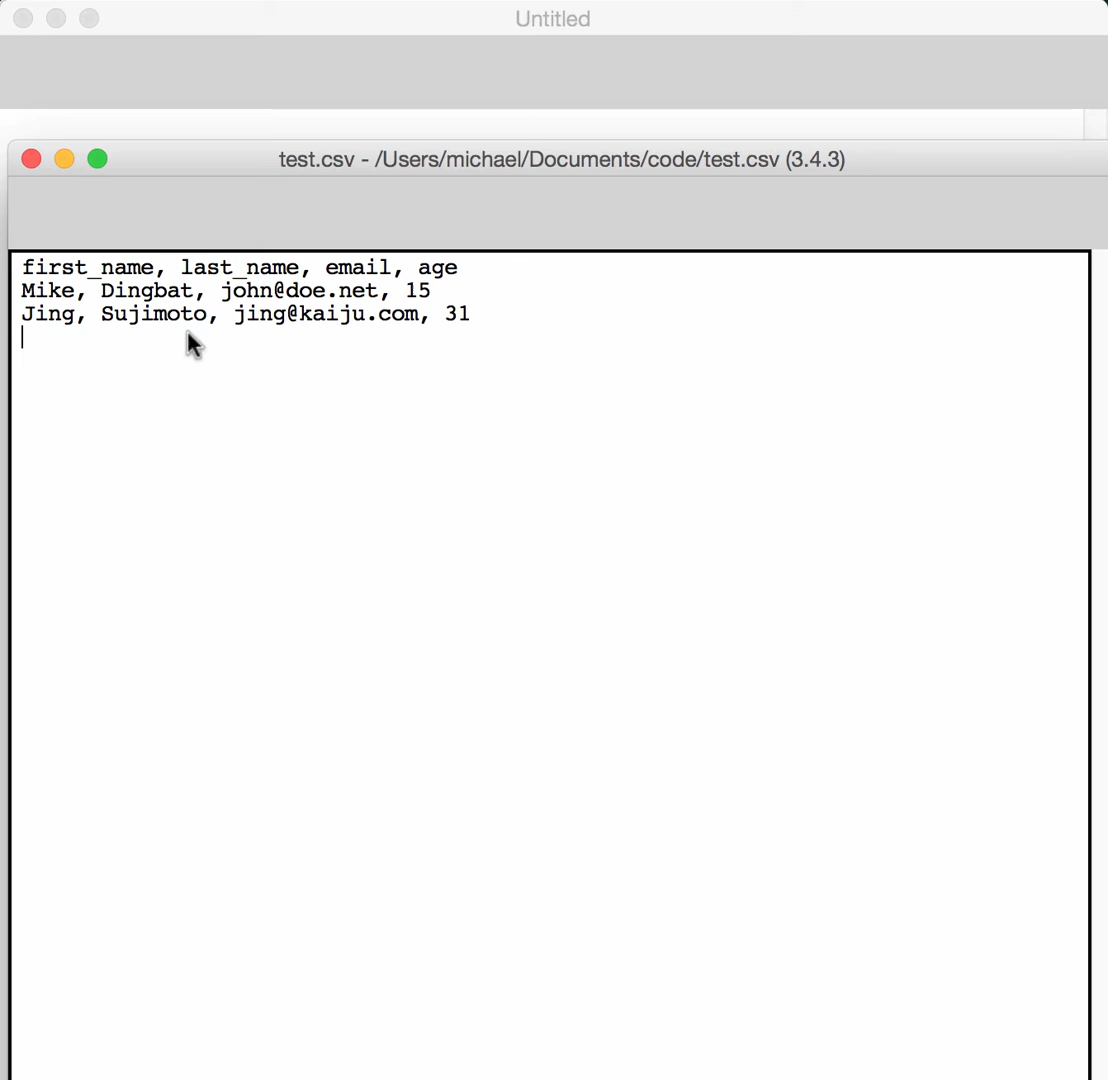 Untitled
test.csv - /Users/michael/Documents/code/test.csv (3.4.3)
first_name, last_name, email, age
Mike, Dingbat, john@doe.net, 15
Jing, Sujimoto, jing@kaiju.com, 31